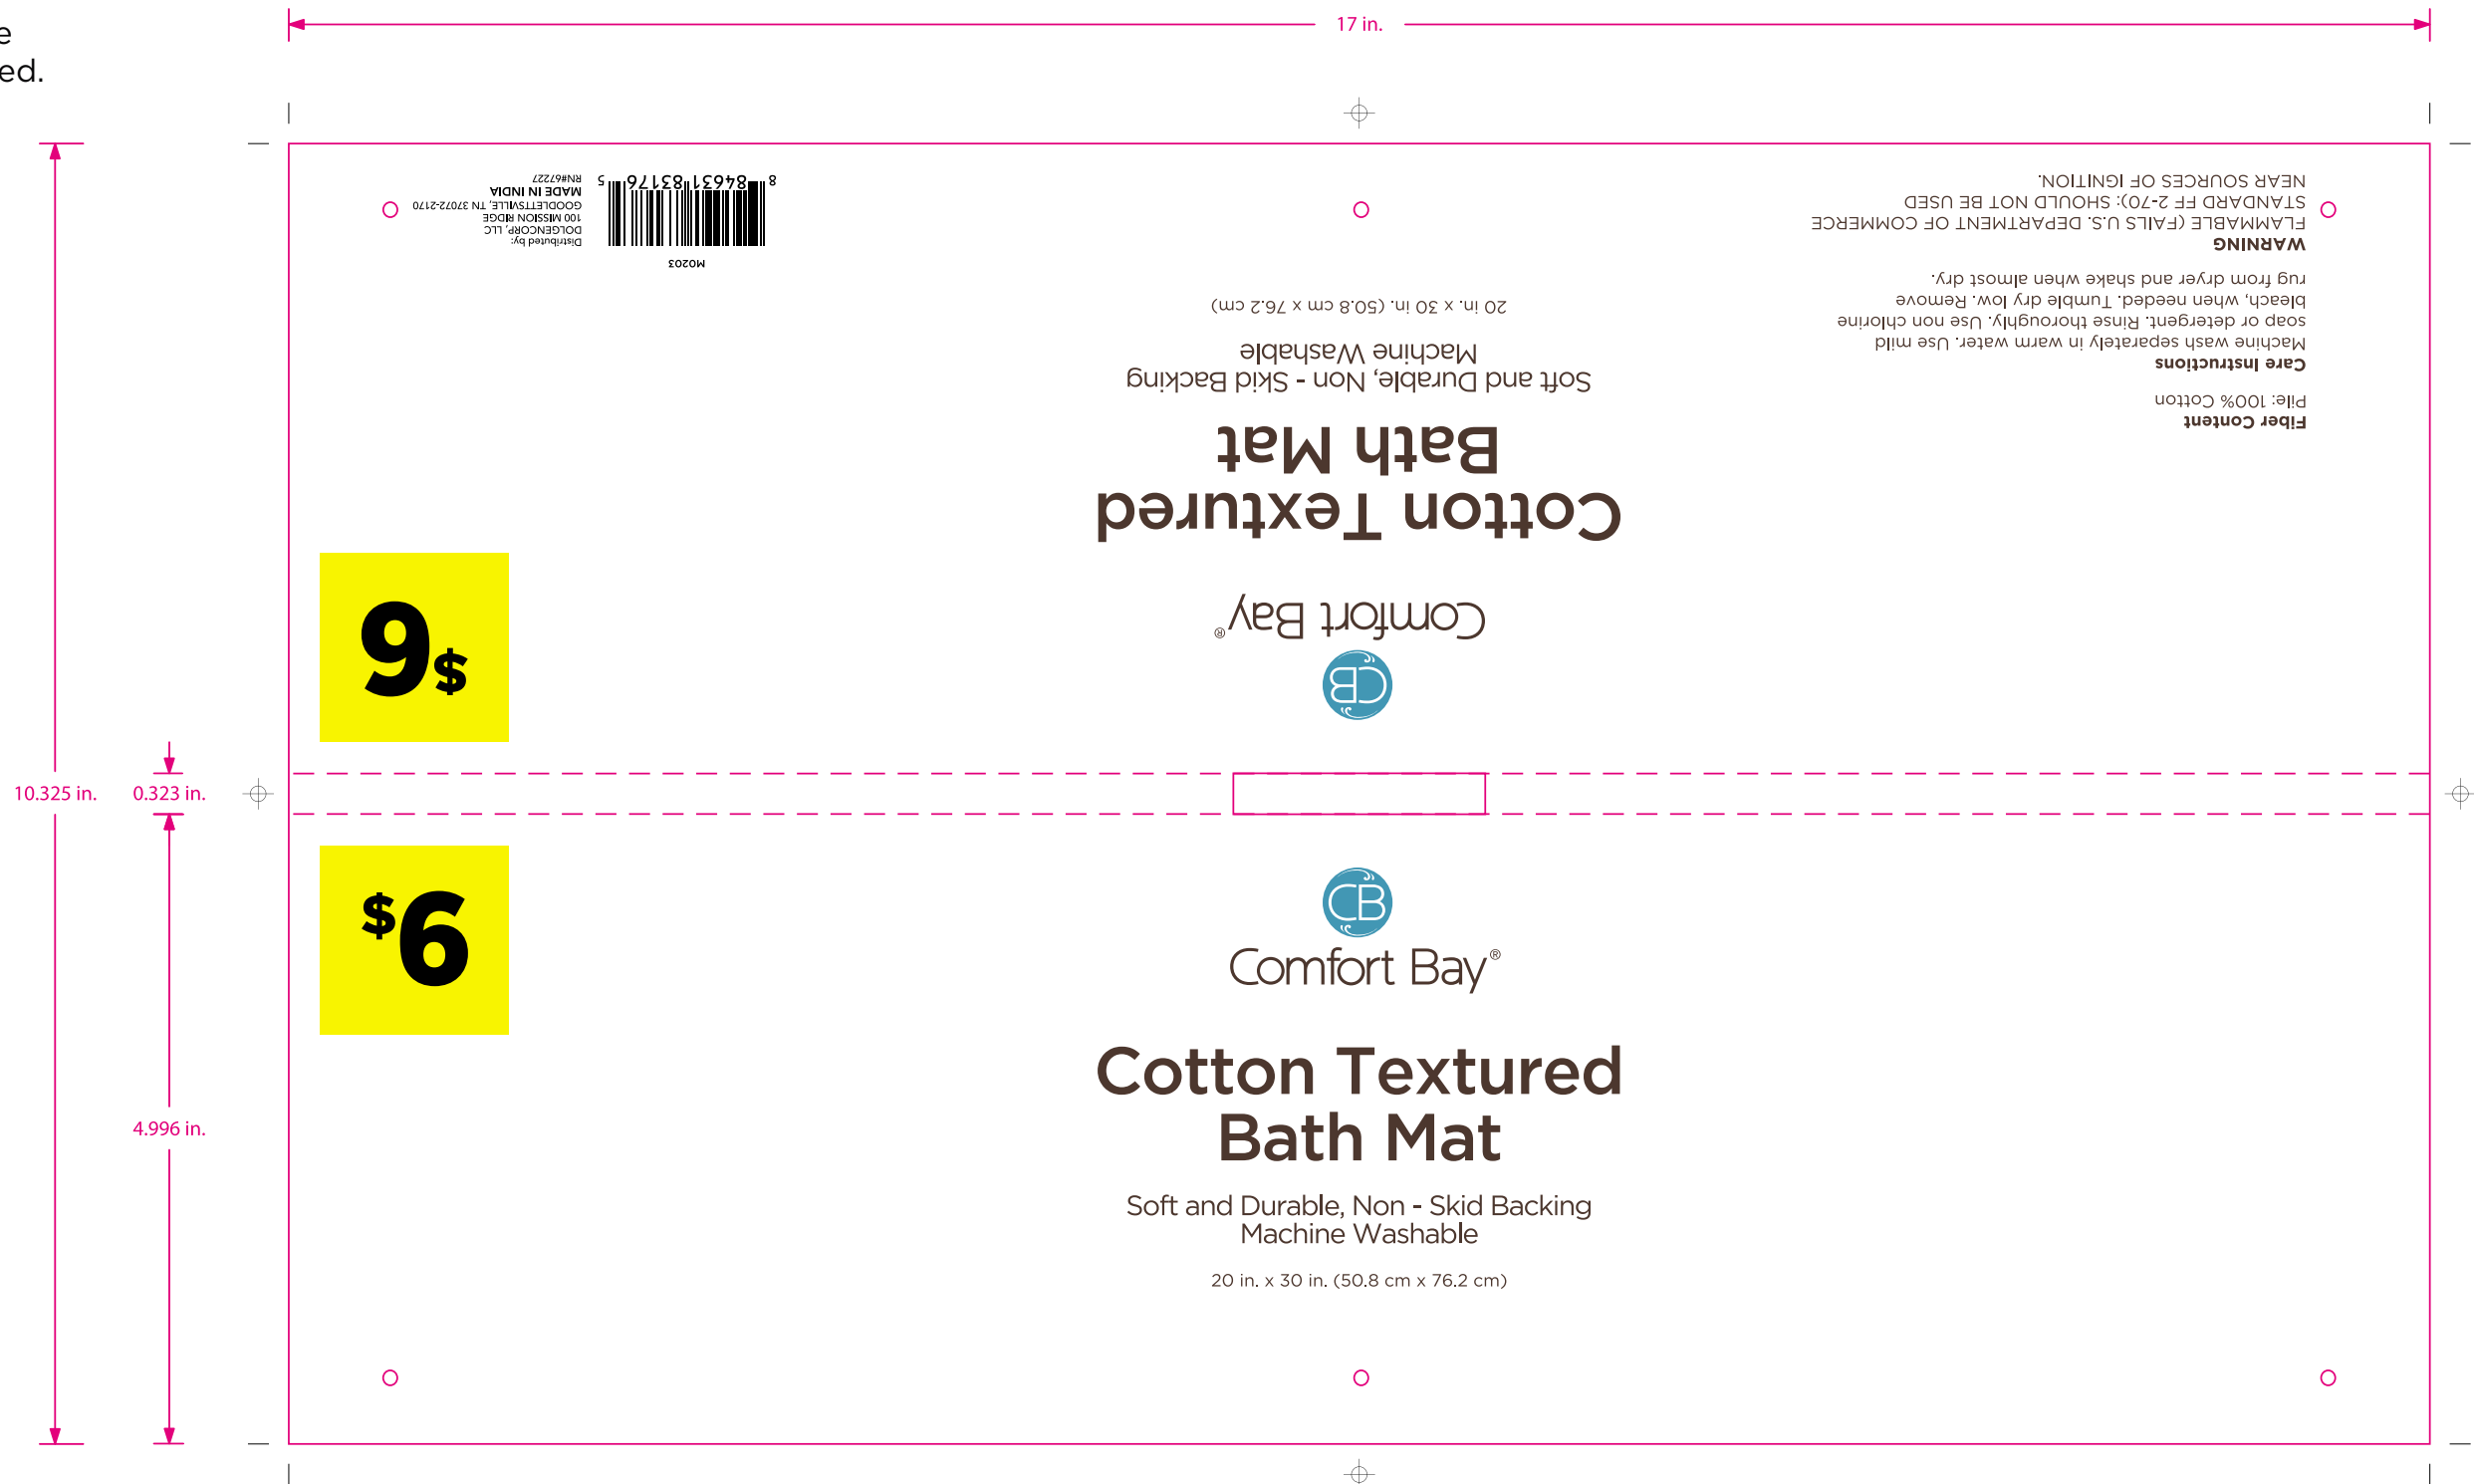 e
ed.
17 in.
10.325 in.
0.323 in.
4.996 in.
Fiber Content
Pile: 100% Cotton
Care Instructions
Machine wash separately in warm water. Use mild
soap or detergent. Rinse thoroughly. Use non chlorine
bleach, when needed. Tumble dry low. Remove
rug from dryer and shake when almost dry.
WARNING
FLAMMABLE (FAILS U.S. DEPARTMENT OF COMMERCE
STANDARD FF 2-70): SHOULD NOT BE USED
NEAR SOURCES OF IGNITION.
CB
Comfort Bay®
Cotton Textured
Bath Mat
Soft and Durable, Non - Skid Backing
Machine Washable
20 in. x 30 in. (50.8 cm x 76.2 cm)
$6
M0203
8 84631 83176 5
Distributed by:
DOLGENCORP, LLC
100 MISSION RIDGE
GOODLETTSVILLE, TN 37072-2170
MADE IN INDIA
RN#67227
$6
CB
Comfort Bay®
Cotton Textured
Bath Mat
Soft and Durable, Non - Skid Backing
Machine Washable
20 in. x 30 in. (50.8 cm x 76.2 cm)